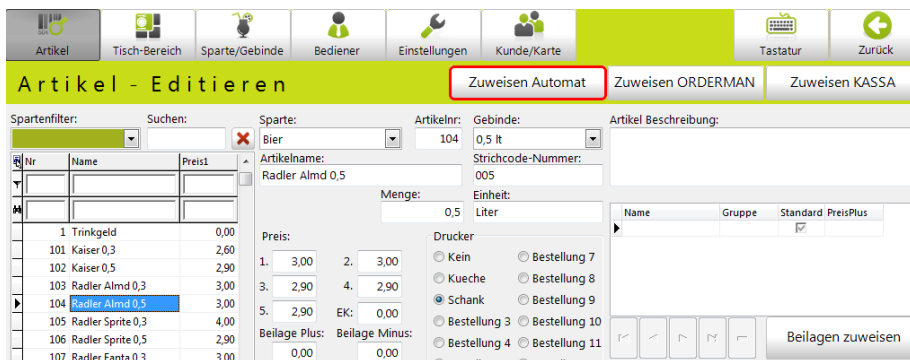 Artikel Tisch-Bereich Sparte/Gebinde Bediener Einstellungen Kunde/Karte Tastatur Zurück
Artikel - Editieren Zuweisen Automat Zuweisen ORDERMAN Zuweisen KASSA
Spartenfilter: Suchen: Sparte: Artikelnr: Gebinde: Artikel Beschreibung:
Bier 104 0,5 lt
Nr Name Preis1 Artikelname: Strichcode-Nummer:
Radler Almd 0,5 005
Menge: Einheit:
0,5 Liter
Name Gruppe Standard PreisPlus
1 Trinkgeld 0,00
Preis: Drucker
101 Kaiser 0,3 2,60
1. 3,00 2. 3,00 Kein Bestellung 7
102 Kaiser 0,5 2,90
103 Radler Almd 0,3 3,00
3. 2,90 4. 2,90 Kueche Bestellung 8
104 Radler Almd 0,5 3,00
Schank Bestellung 9
5. 2,90 EK: 0,00
105 Radler Sprite 0,3 4,00
Bestellung 3 Bestellung 10
106 Radler Sprite 0,5 2,90
Beilage Plus: Beilage Minus: Bestellung 4 Bestellung 11 Beilagen zuweisen
107 Radler Fanta 0,3 3,00
0,00 0,00